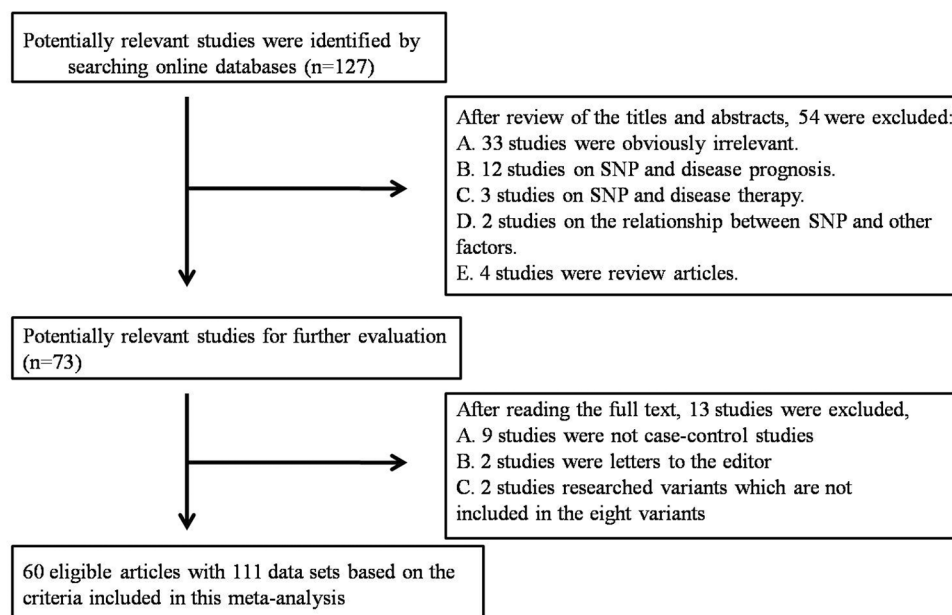 Potentially relevant studies were identified by
searching online databases (n=127)
After review of the titles and abstracts, 54 were excluded:
A. 33 studies were obviously irrelevant.
B. 12 studies on SNP and disease prognosis.
C. 3 studies on SNP and disease therapy.
D. 2 studies on the relationship between SNP and other
factors.
E. 4 studies were review articles.
Potentially relevant studies for further evaluation
(n=73)
After reading the full text, 13 studies were excluded,
A. 9 studies were not case-control studies
B. 2 studies were letters to the editor
C. 2 studies researched variants which are not
included in the eight variants
60 eligible articles with 111 data sets based on the
criteria included in this meta-analysis